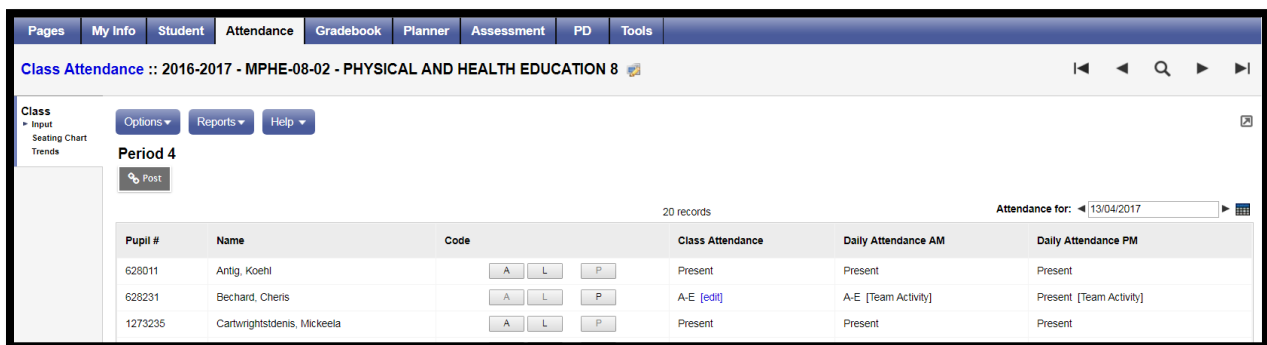 Pages My Info Student Attendance Gradebook Planner Assessment PD Tools
Class Attendance :: 2016-2017 - MPHE-08-02 - PHYSICAL AND HEALTH EDUCATION 8
Class
Input
Seating Chart
Trends
Options Reports Help
Period 4
Post
20 records Attendance for: 13/04/2017
Pupil # Name Code Class Attendance Daily Attendance AM Daily Attendance PM
628011 Antig, Koehl A L P Present Present Present
628231 Bechard, Cheris A L P A-E [edit] A-E [Team Activity] Present [Team Activity]
1273235 Cartwrightstdenis, Mickeela A L P Present Present Present